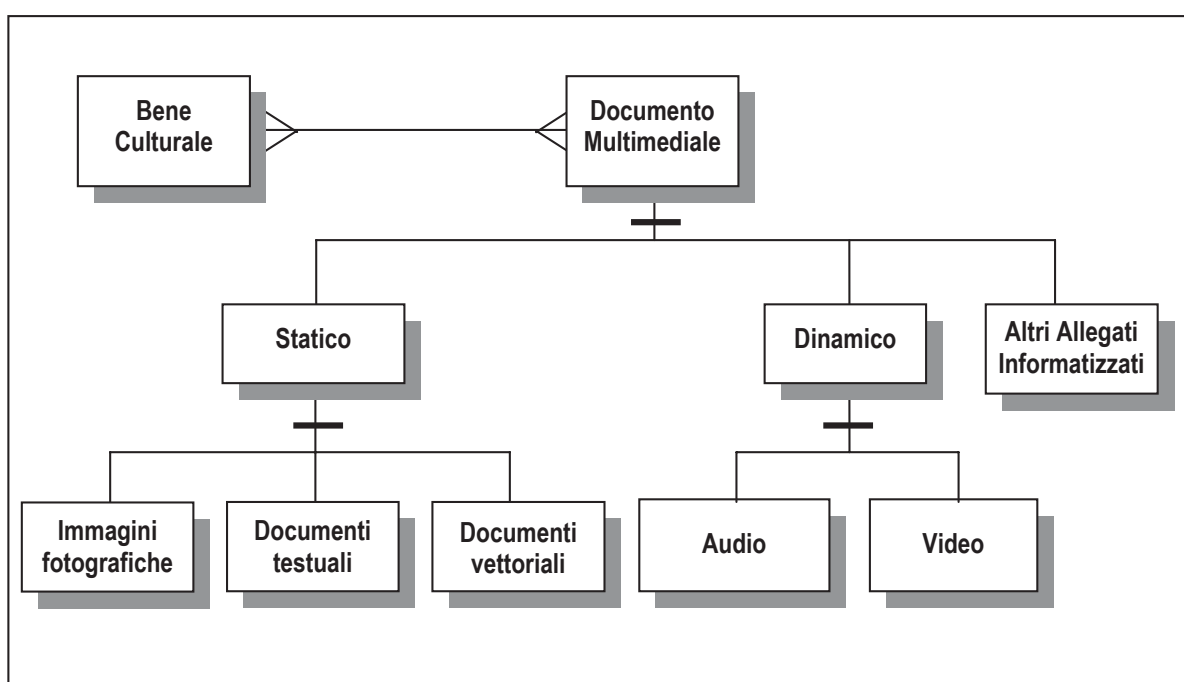 Bene
Culturale
Documento
Multimediale
Statico
Dinamico
Altri Allegati
Informatizzati
Immagini
fotografiche
Documenti
testuali
Documenti
vettoriali
Audio
Video